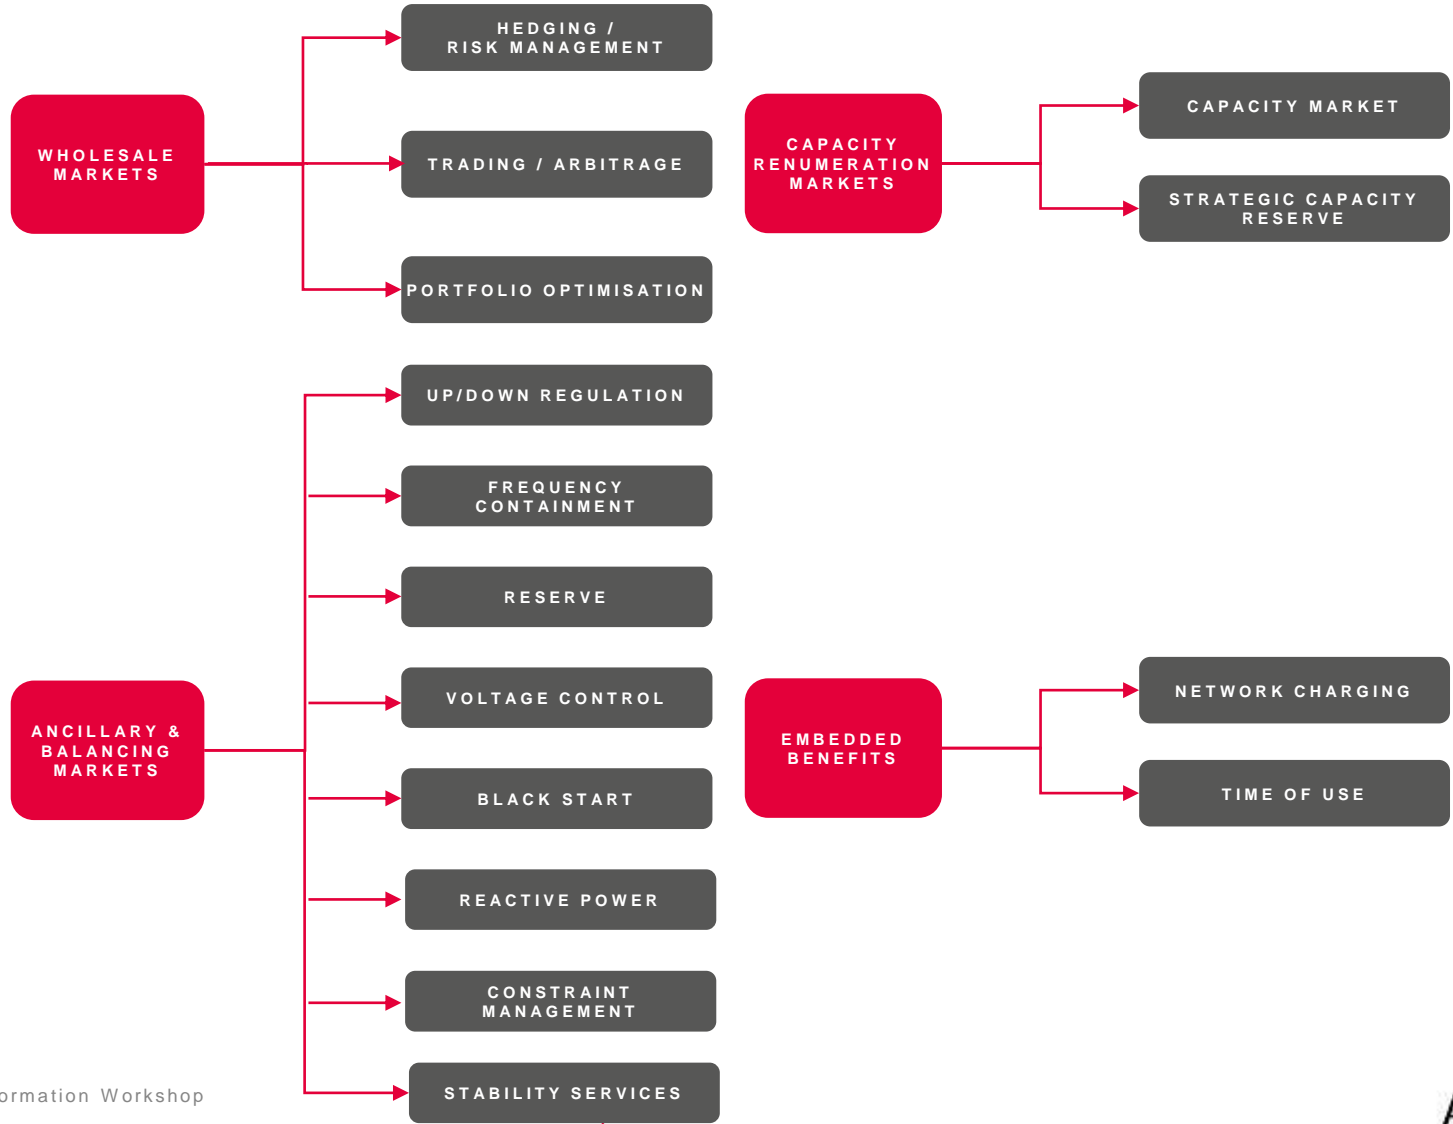 WHOLESALE
MARKETS
HEDGING /
RISK MANAGEMENT
TRADING / ARBITRAGE
PORTFOLIO OPTIMISATION
CAPACITY
RENUMERATION
MARKETS
CAPACITY MARKET
STRATEGIC CAPACITY
RESERVE
ANCILLARY &
BALANCING
MARKETS
UP/DOWN REGULATION
FREQUENCY
CONTAINMENT
RESERVE
VOLTAGE CONTROL
BLACK START
REACTIVE POWER
CONSTRAINT
MANAGEMENT
STABILITY SERVICES
EMBEDDED
BENEFITS
NETWORK CHARGING
TIME OF USE
ormation Workshop